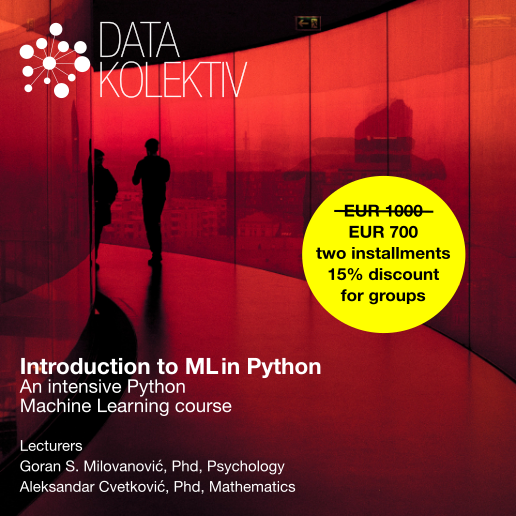 DATA
KOLEKTIV
EUR 1000
EUR 700
two installments
15% discount
for groups
Introduction to ML in Python
An intensive Python
Machine Learning course
Lecturers
Goran S. Milovanović, Phd, Psychology
Aleksandar Cvetković, Phd, Mathematics